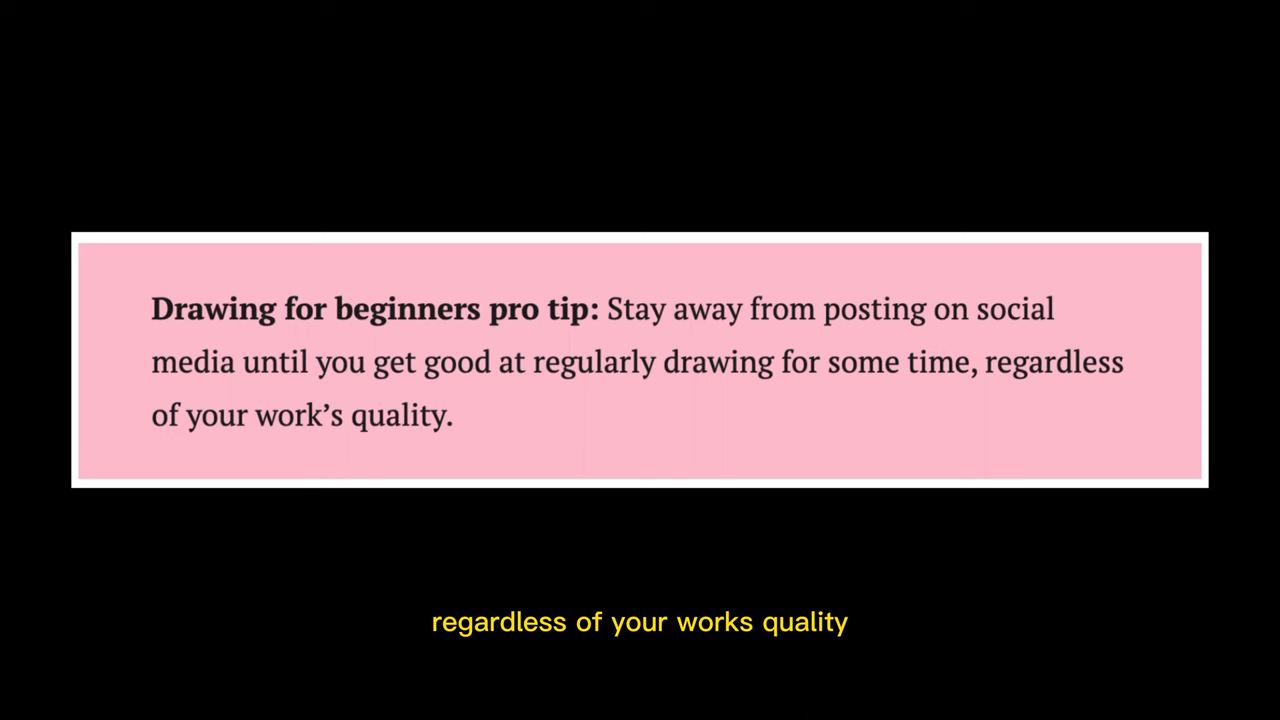 Drawing for beginners pro tip: Stay away from posting on social
media until you get good at regularly drawing for some time, regardless
of your work’s quality.
regardless of your works quality